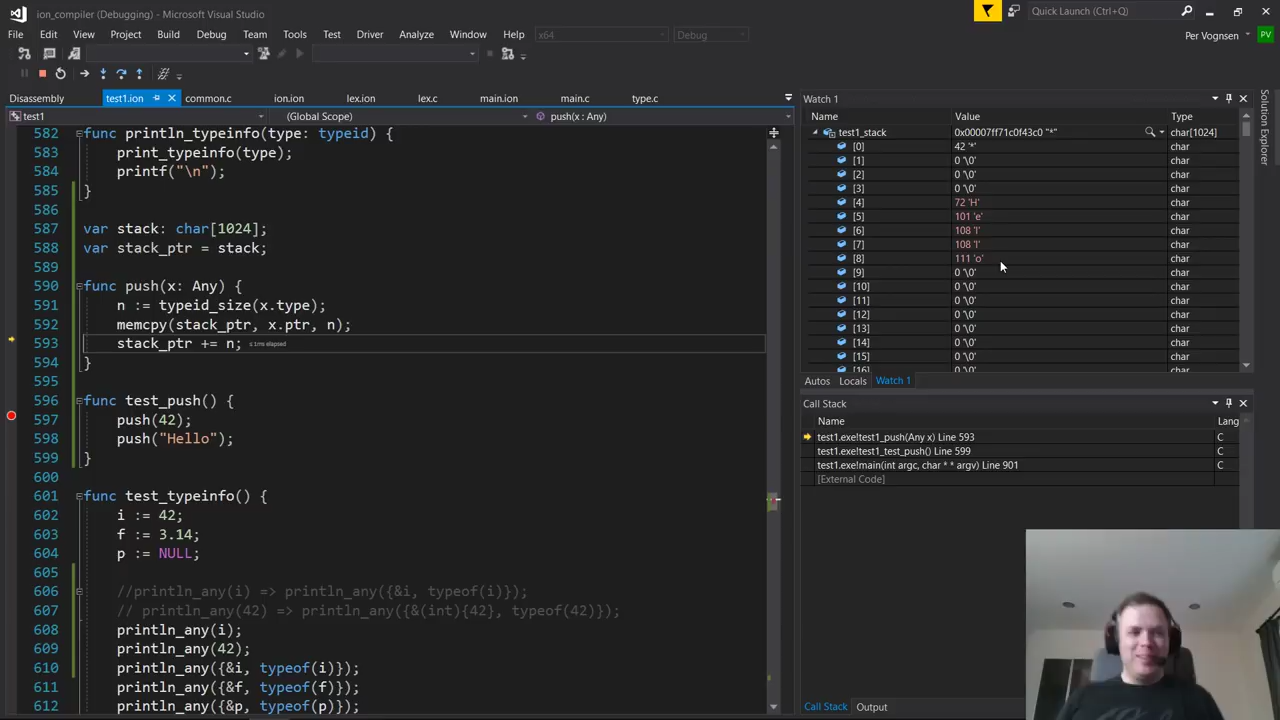 ion_compiler (Debugging) - Microsoft Visual Studio
Quick Launch (Ctrl+Q)
File Edit View Project Build Debug Team Tools Test Driver Analyze Window Help x64 Debug
Per Vognsen PV
Disassembly test1.ion common.c ion.ion lex.ion lex.c main.ion main.c type.c
test1 (Global Scope) push(x : Any)
582 func println_typeinfo(type: typeid) {
583 print_typeinfo(type);
584 printf("\n");
585 }
586
587 var stack: char[1024];
588 var stack_ptr = stack;
589
590 func push(x: Any) {
591 n := typeid_size(x.type);
592 memcpy(stack_ptr, x.ptr, n);
593 stack_ptr += n; ≤ 1ms elapsed
594 }
595
596 func test_push() {
597 push(42);
598 push("Hello");
599 }
600
601 func test_typeinfo() {
602 i := 42;
603 f := 3.14;
604 p := NULL;
605
606 //println_any(i) => println_any({&i, typeof(i)});
607 // println_any(42) => println_any({&(int){42}, typeof(42)});
608 println_any(i);
609 println_any(42);
610 println_any({&i, typeof(i)});
611 println_any({&f, typeof(f)});
612 println_any({&p, typeof(p)});
Watch 1
Name Value Type
test1_stack 0x00007ff71c0f43c0 "*" char[1024]
[0] 42 '*' char
[1] 0 '\0' char
[2] 0 '\0' char
[3] 0 '\0' char
[4] 72 'H' char
[5] 101 'e' char
[6] 108 'l' char
[7] 108 'l' char
[8] 111 'o' char
[9] 0 '\0' char
[10] 0 '\0' char
[11] 0 '\0' char
[12] 0 '\0' char
[13] 0 '\0' char
[14] 0 '\0' char
[15] 0 '\0' char
[16] 0 '\0' char
Autos Locals Watch 1
Call Stack
Name Lang
test1.exe!test1_push(Any x) Line 593 C
test1.exe!test1_test_push() Line 599 C
test1.exe!main(int argc, char * * argv) Line 901 C
[External Code]
Call Stack Output
Solution Explorer